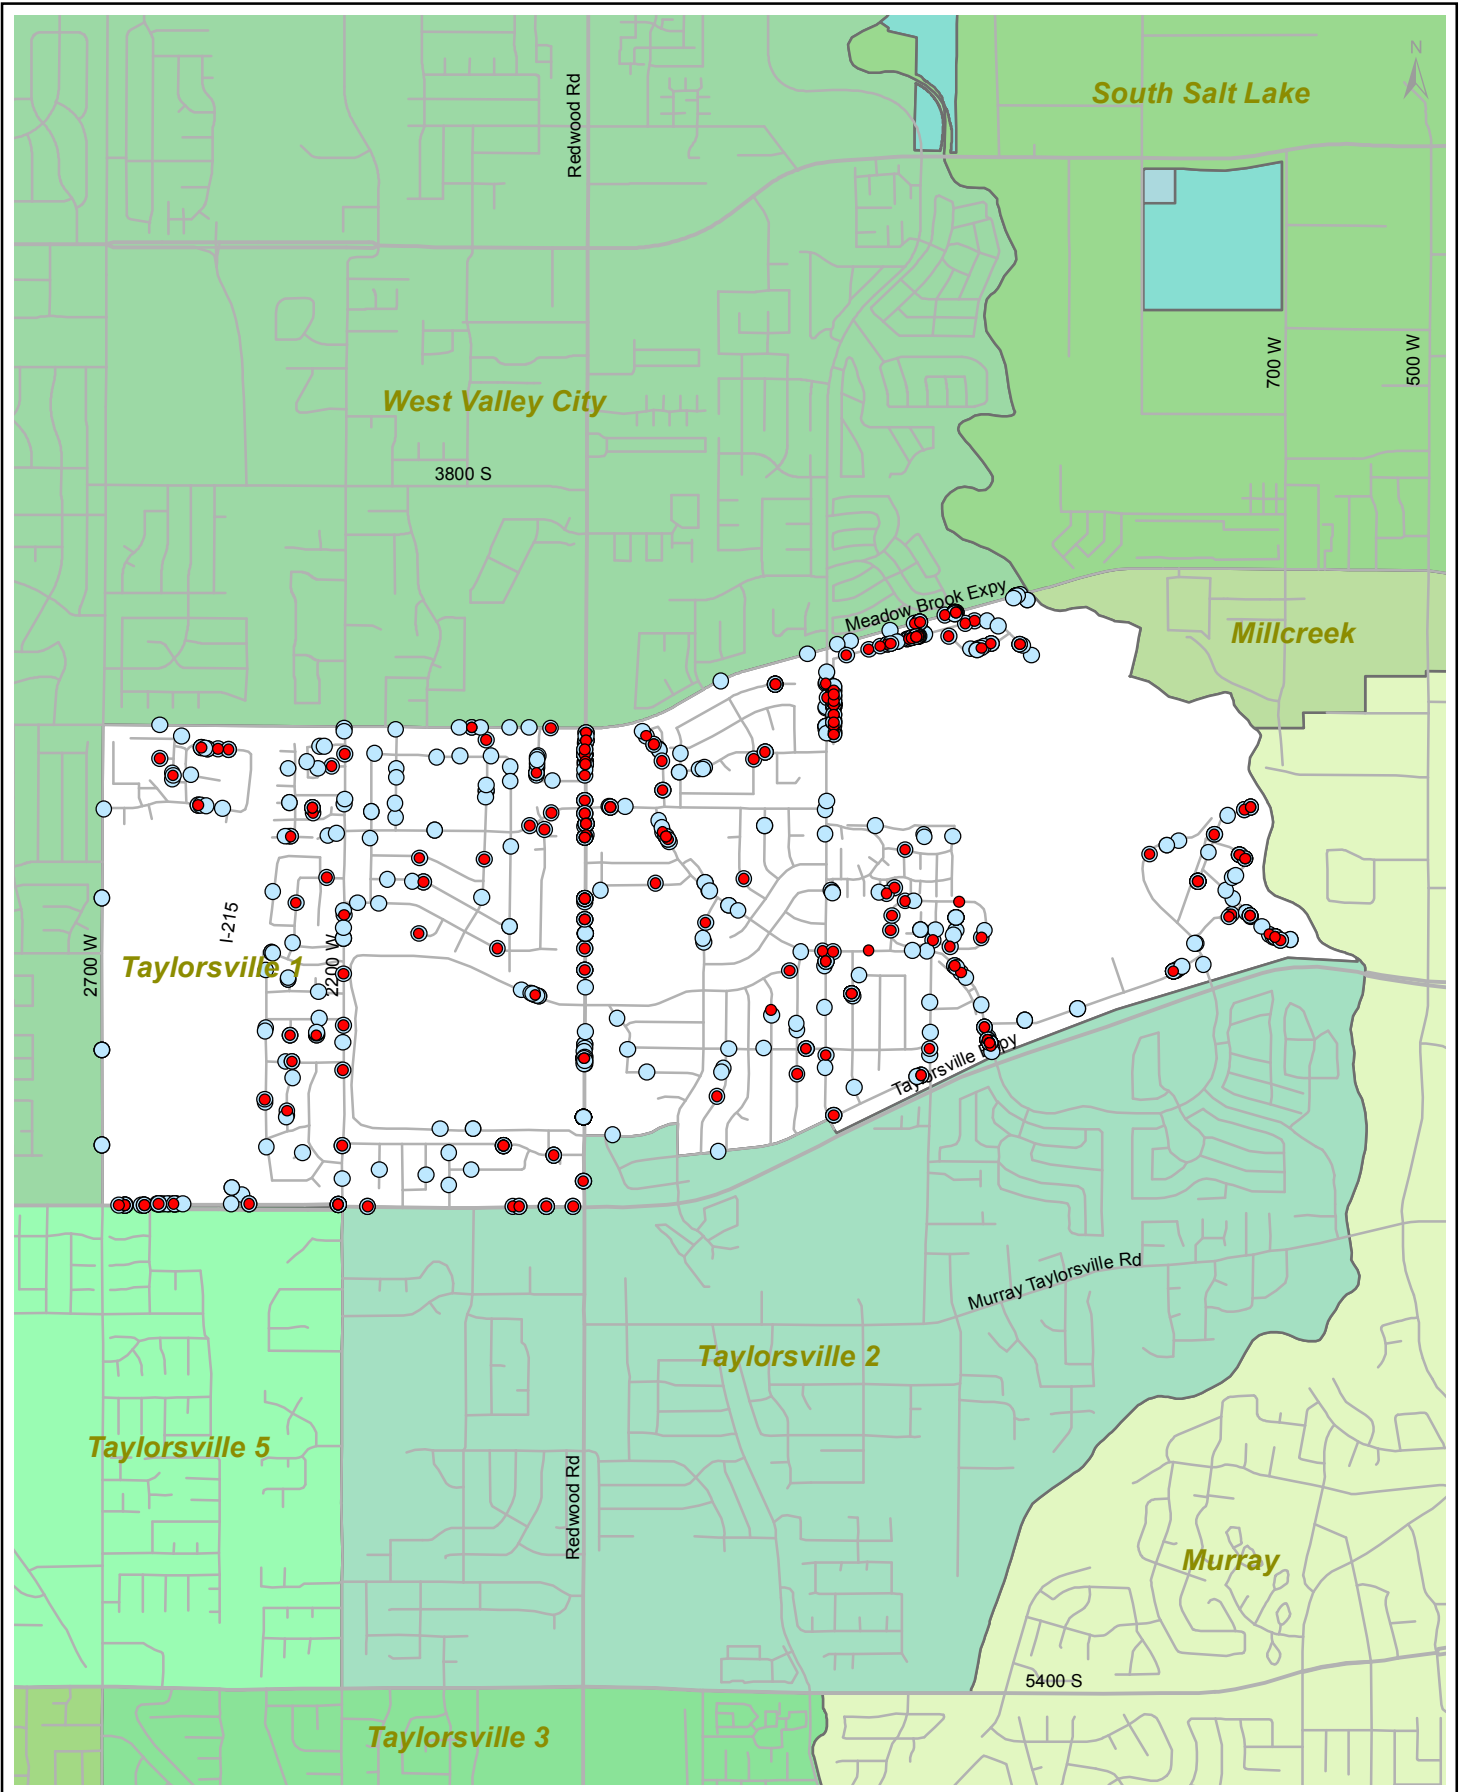 N
South Salt Lake
Redwood Rd
700 W
500 W
West Valley City
3800 S
Meadow Brook Expy
Millcreek
I-215
2700 W
2200 W
Taylorsville 1
Taylorsville Expy
Murray Taylorsville Rd
Taylorsville 2
Taylorsville 5
Redwood Rd
Murray
5400 S
Taylorsville 3